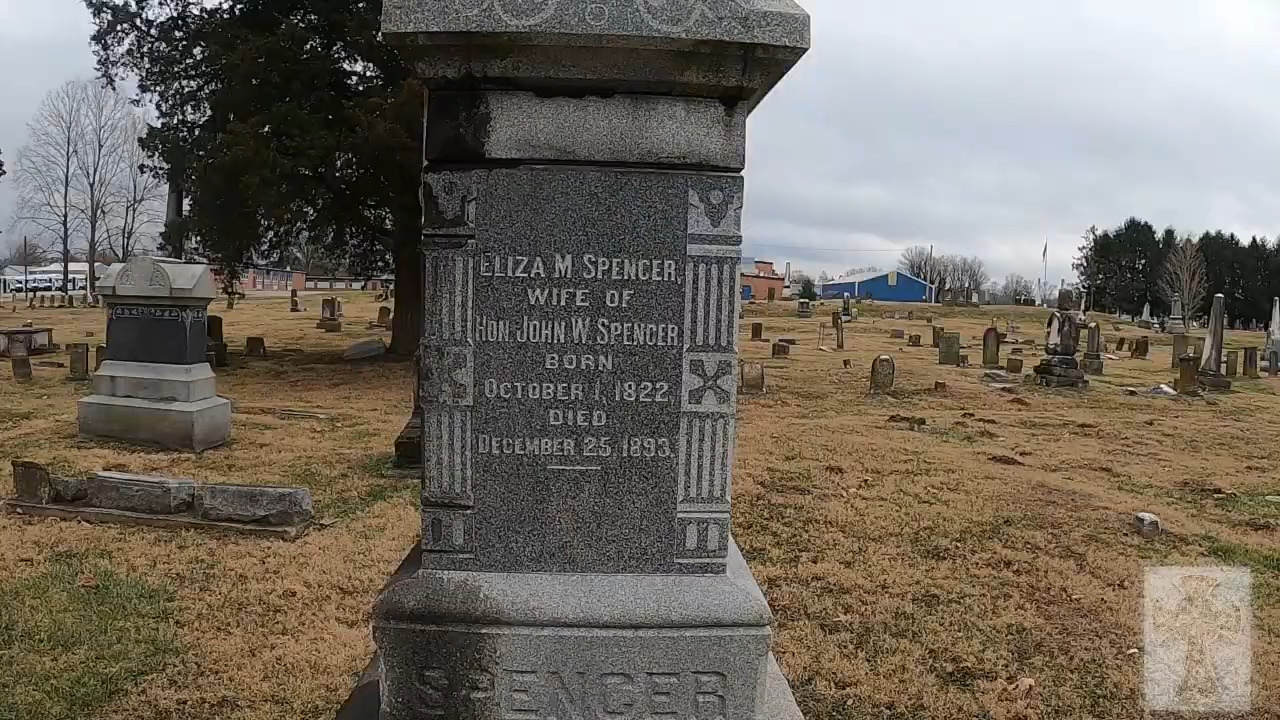 ELIZA M. SPENCER,
WIFE OF
HON. JOHN W. SPENCER
BORN
OCTOBER 1, 1822,
DIED
DECEMBER 25, 1893.
SPENCER